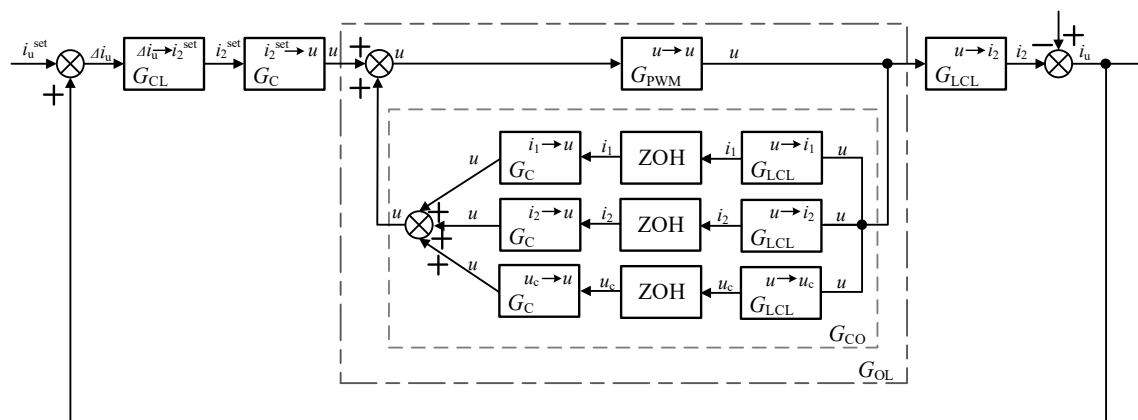 i_u^set + Δi_u Δi_u→i_2^set G_CL i_2^set i_2^set→u G_C u + u + u→u G_PWM u u→i_2 G_LCL i_2 − + i_u
i_1→u G_C i_1 ZOH i_1 u→i_1 G_LCL u
u
u + u i_2→u G_C i_2 ZOH i_2 u→i_2 G_LCL u
+
+ u u_c→u G_C u_c ZOH u_c u→u_c G_LCL u
G_CO
G_OL